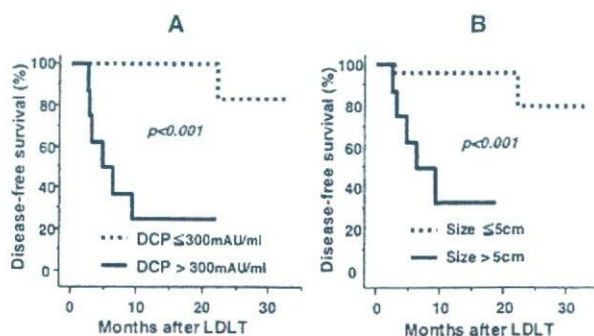 A
Disease-free survival (%)
100
80
60
40
20
0
p<0.001
DCP ≦300mAU/ml
DCP > 300mAU/ml
0 10 20 30
Months after LDLT
B
Disease-free survival (%)
100
80
60
40
20
0
p<0.001
Size ≦5cm
Size > 5cm
0 10 20 30
Months after LDLT